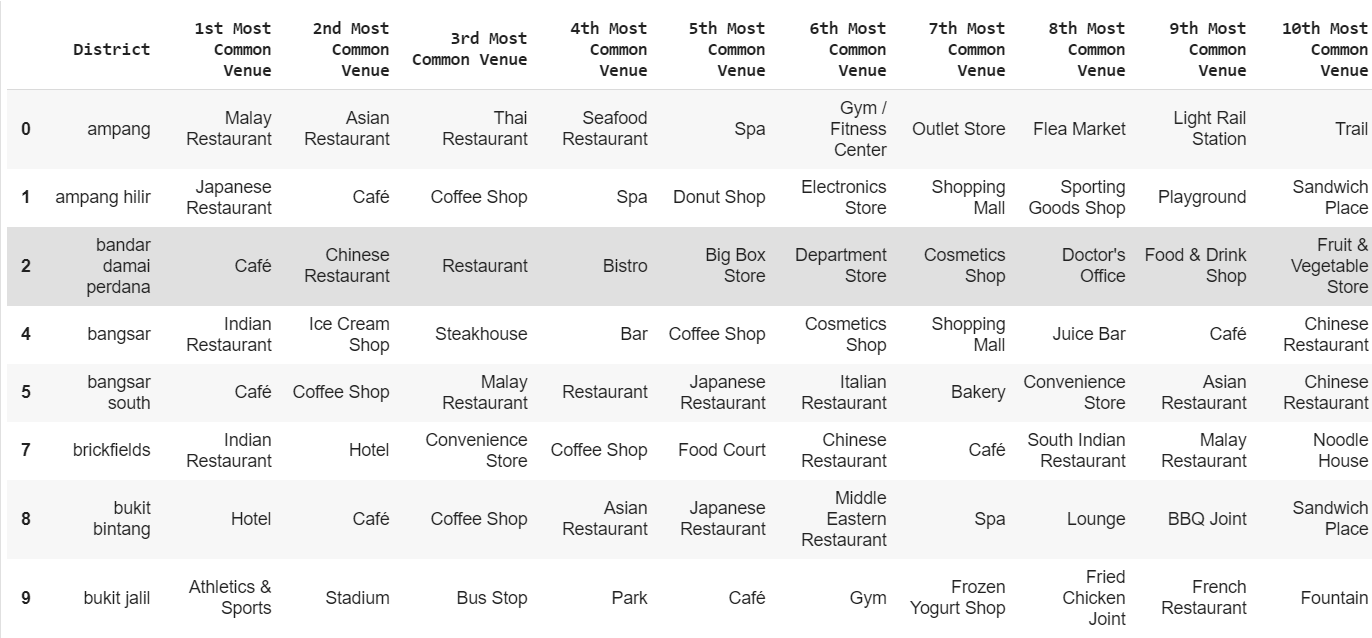 District 1st Most Common Venue 2nd Most Common Venue 3rd Most Common Venue 4th Most Common Venue 5th Most Common Venue 6th Most Common Venue 7th Most Common Venue 8th Most Common Venue 9th Most Common Venue 10th Most Common Venue
0 ampang Malay Restaurant Asian Restaurant Thai Restaurant Seafood Restaurant Spa Gym / Fitness Center Outlet Store Flea Market Light Rail Station Trail
1 ampang hilir Japanese Restaurant Café Coffee Shop Spa Donut Shop Electronics Store Shopping Mall Sporting Goods Shop Playground Sandwich Place
2 bandar damai perdana Café Chinese Restaurant Restaurant Bistro Big Box Store Department Store Cosmetics Shop Doctor's Office Food & Drink Shop Fruit & Vegetable Store
4 bangsar Indian Restaurant Ice Cream Shop Steakhouse Bar Coffee Shop Cosmetics Shop Shopping Mall Juice Bar Café Chinese Restaurant
5 bangsar south Café Coffee Shop Malay Restaurant Restaurant Japanese Restaurant Italian Restaurant Bakery Convenience Store Asian Restaurant Chinese Restaurant
7 brickfields Indian Restaurant Hotel Convenience Store Coffee Shop Food Court Chinese Restaurant Café South Indian Restaurant Malay Restaurant Noodle House
8 bukit bintang Hotel Café Coffee Shop Asian Restaurant Japanese Restaurant Middle Eastern Restaurant Spa Lounge BBQ Joint Sandwich Place
9 bukit jalil Athletics & Sports Stadium Bus Stop Park Café Gym Frozen Yogurt Shop Fried Chicken Joint French Restaurant Fountain